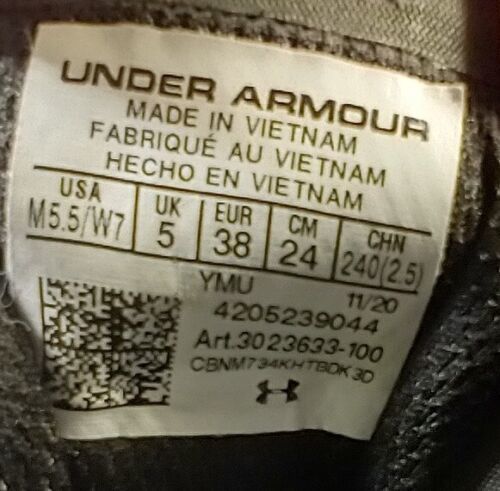 UNDER ARMOUR
MADE IN VIETNAM
FABRIQUÉ AU VIETNAM
HECHO EN VIETNAM
USA UK EUR CM CHN
M5.5/W7 5 38 24 240(2.5)
YMU 11/20
4205239044
Art.3023633-100
CBNM734KHTBDK3D